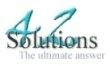 42
Solutions
The ultimate answer